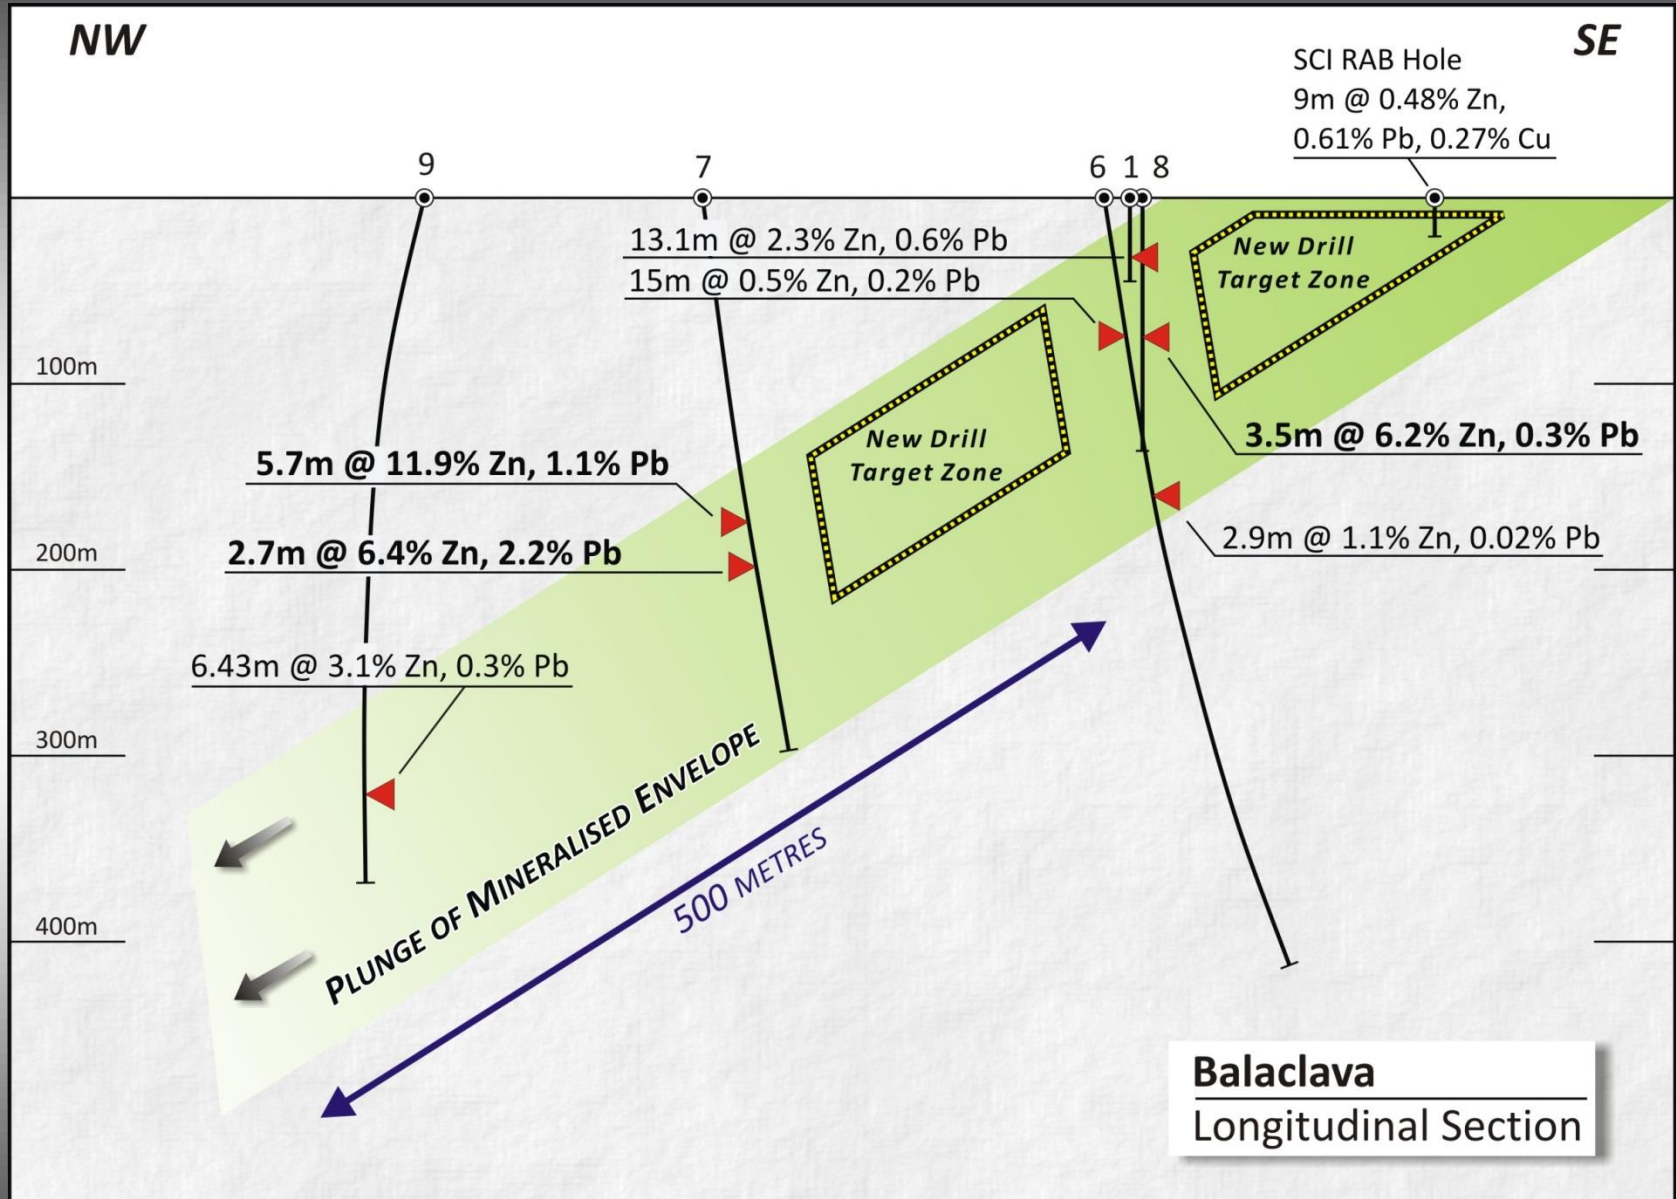 NW
SE
SCI RAB Hole
9m @ 0.48% Zn,
0.61% Pb, 0.27% Cu
9
7
6 1 8
13.1m @ 2.3% Zn, 0.6% Pb
15m @ 0.5% Zn, 0.2% Pb
New Drill
Target Zone
100m
New Drill
Target Zone
3.5m @ 6.2% Zn, 0.3% Pb
5.7m @ 11.9% Zn, 1.1% Pb
2.9m @ 1.1% Zn, 0.02% Pb
200m
2.7m @ 6.4% Zn, 2.2% Pb
6.43m @ 3.1% Zn, 0.3% Pb
300m
PLUNGE OF MINERALISED ENVELOPE
500 METRES
400m
Balaclava
Longitudinal Section